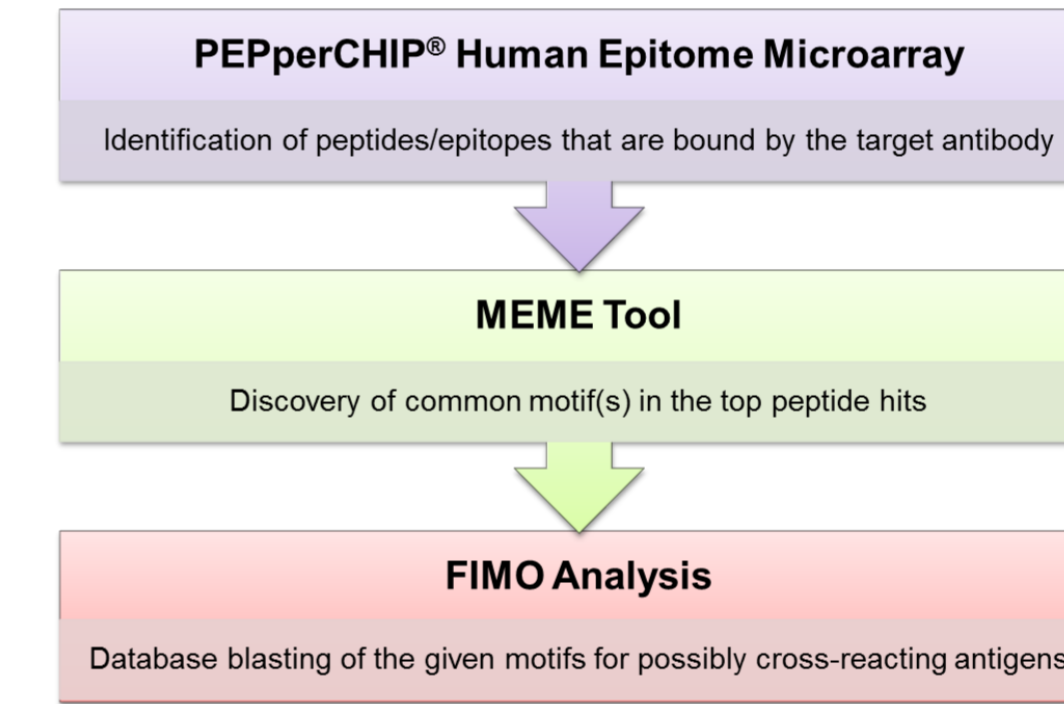 PEPperCHIP® Human Epitome Microarray
Identification of peptides/epitopes that are bound by the target antibody
MEME Tool
Discovery of common motif(s) in the top peptide hits
FIMO Analysis
Database blasting of the given motifs for possibly cross-reacting antigens